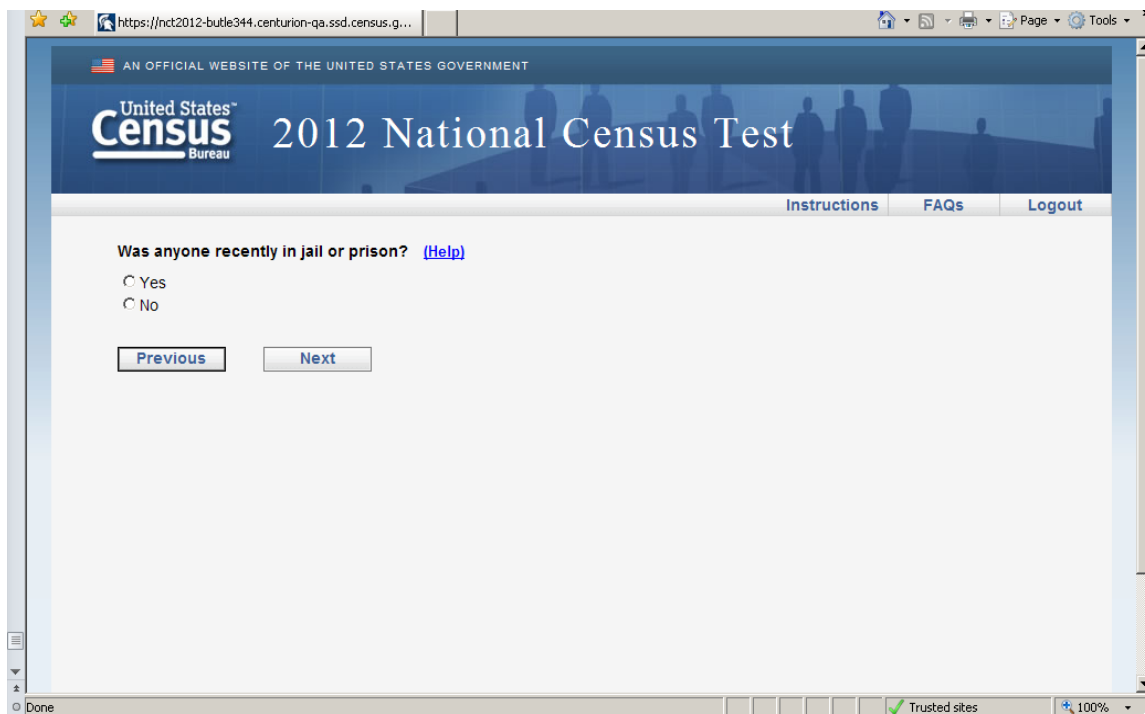 https://nct2012-butle344.centurion-qa.ssd.census.g...
Page
Tools
AN OFFICIAL WEBSITE OF THE UNITED STATES GOVERNMENT
United States™
Census
Bureau
2012 National Census Test
Instructions FAQs Logout
Was anyone recently in jail or prison? (Help)
Yes
No
Previous Next
Done Trusted sites 100%